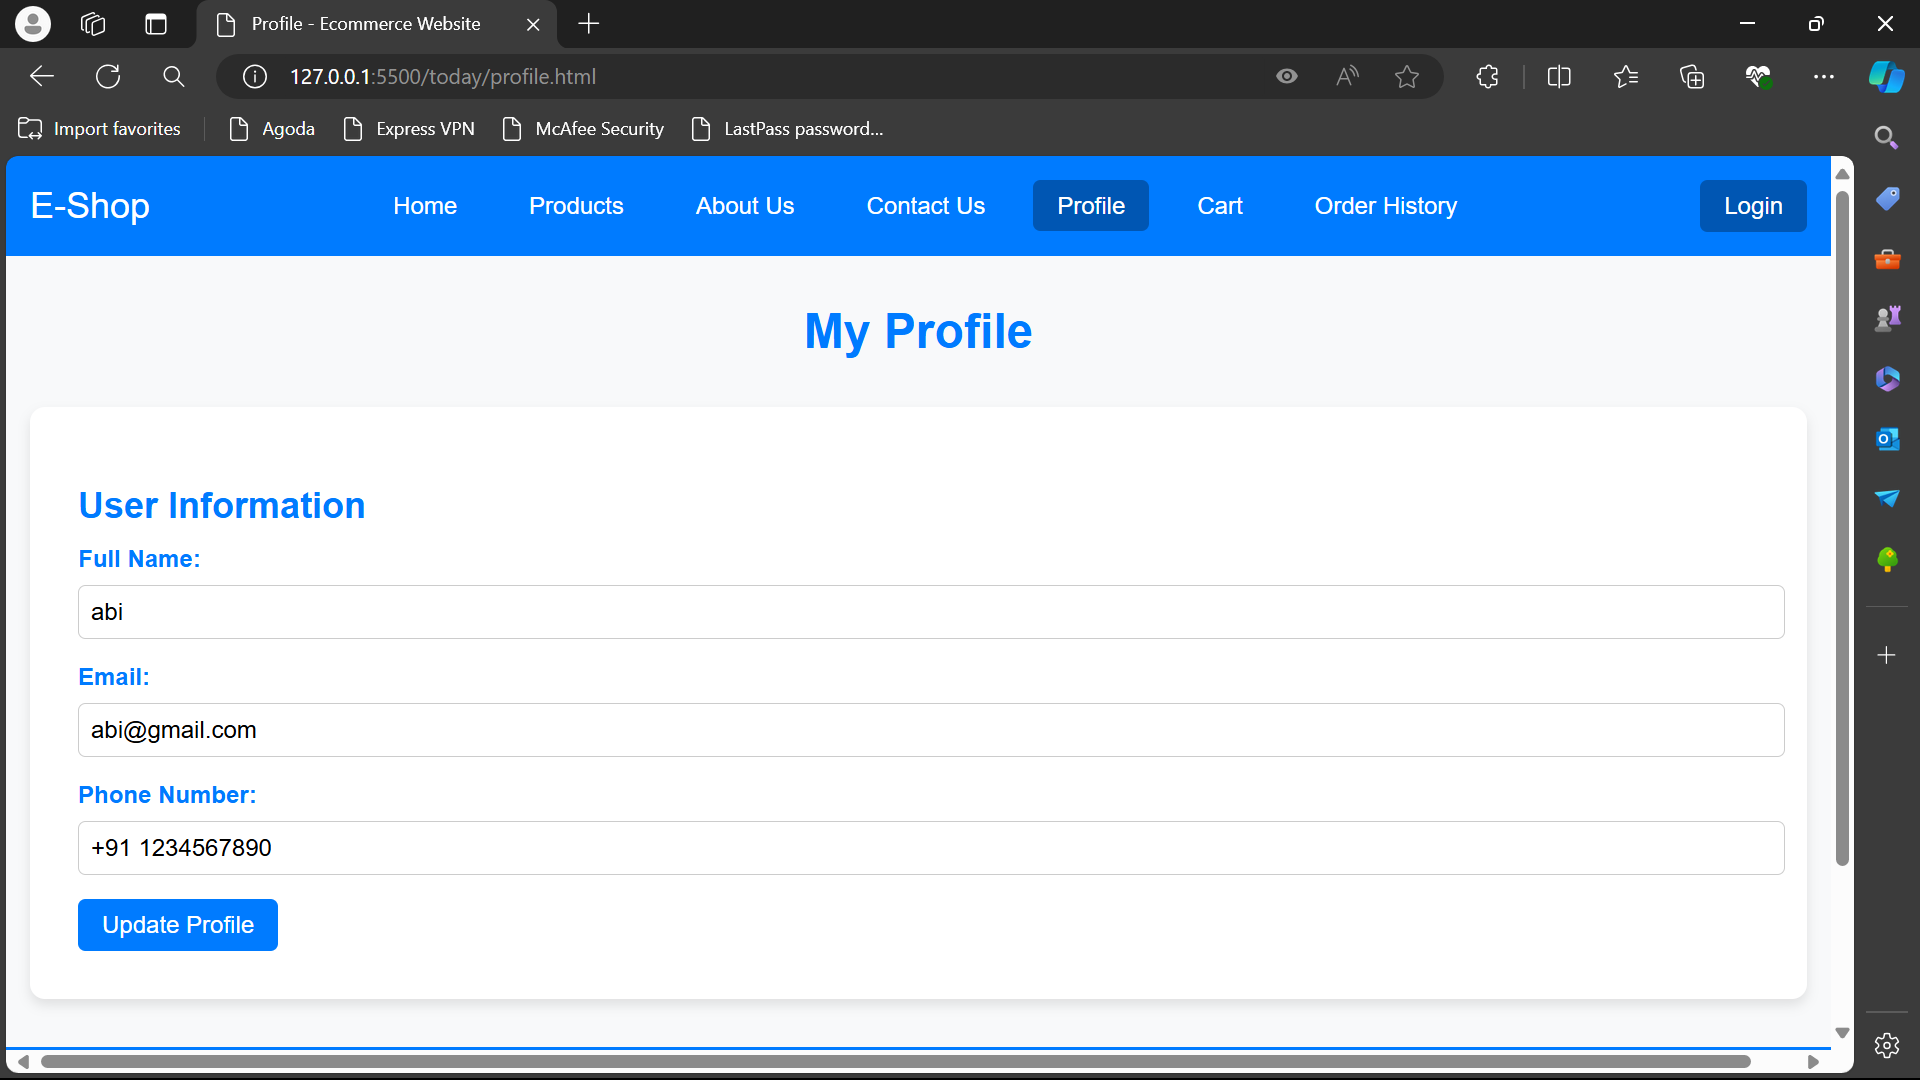 Profile - Ecommerce Website
127.0.0.1:5500/today/profile.html
Import favorites Agoda Express VPN McAfee Security LastPass password...
E-Shop Home Products About Us Contact Us Profile Cart Order History Login
My Profile
User Information
Full Name:
abi
Email:
abi@gmail.com
Phone Number:
+91 1234567890
Update Profile